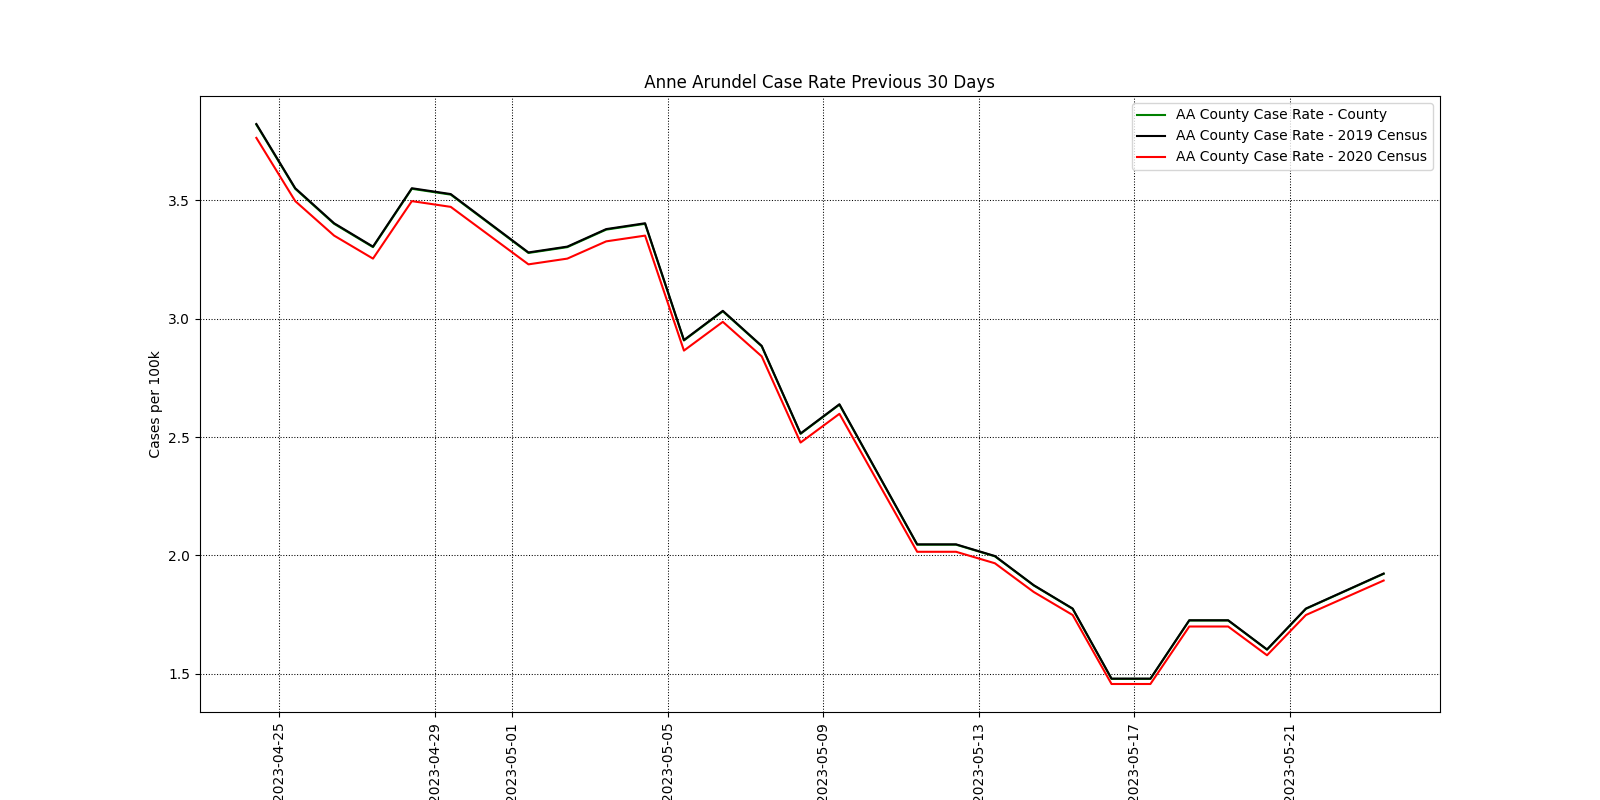 Anne Arundel Case Rate Previous 30 Days
AA County Case Rate - County
AA County Case Rate - 2019 Census
AA County Case Rate - 2020 Census
Cases per 100k
3.5
3.0
2.5
2.0
1.5
2023-04-25
2023-04-29
2023-05-01
2023-05-05
2023-05-09
2023-05-13
2023-05-17
2023-05-21